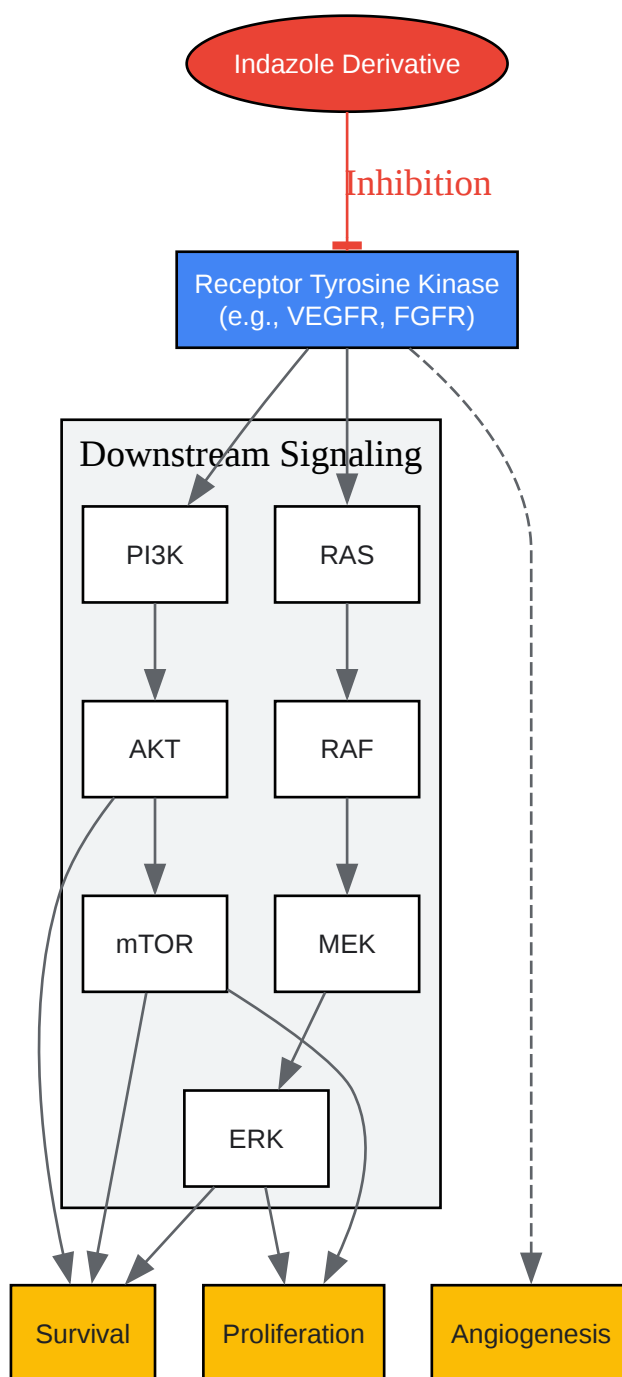 Indazole Derivative
Inhibition
Receptor Tyrosine Kinase
(e.g., VEGFR, FGFR)
Downstream Signaling
PI3K
RAS
AKT
RAF
mTOR
MEK
ERK
Survival
Proliferation
Angiogenesis